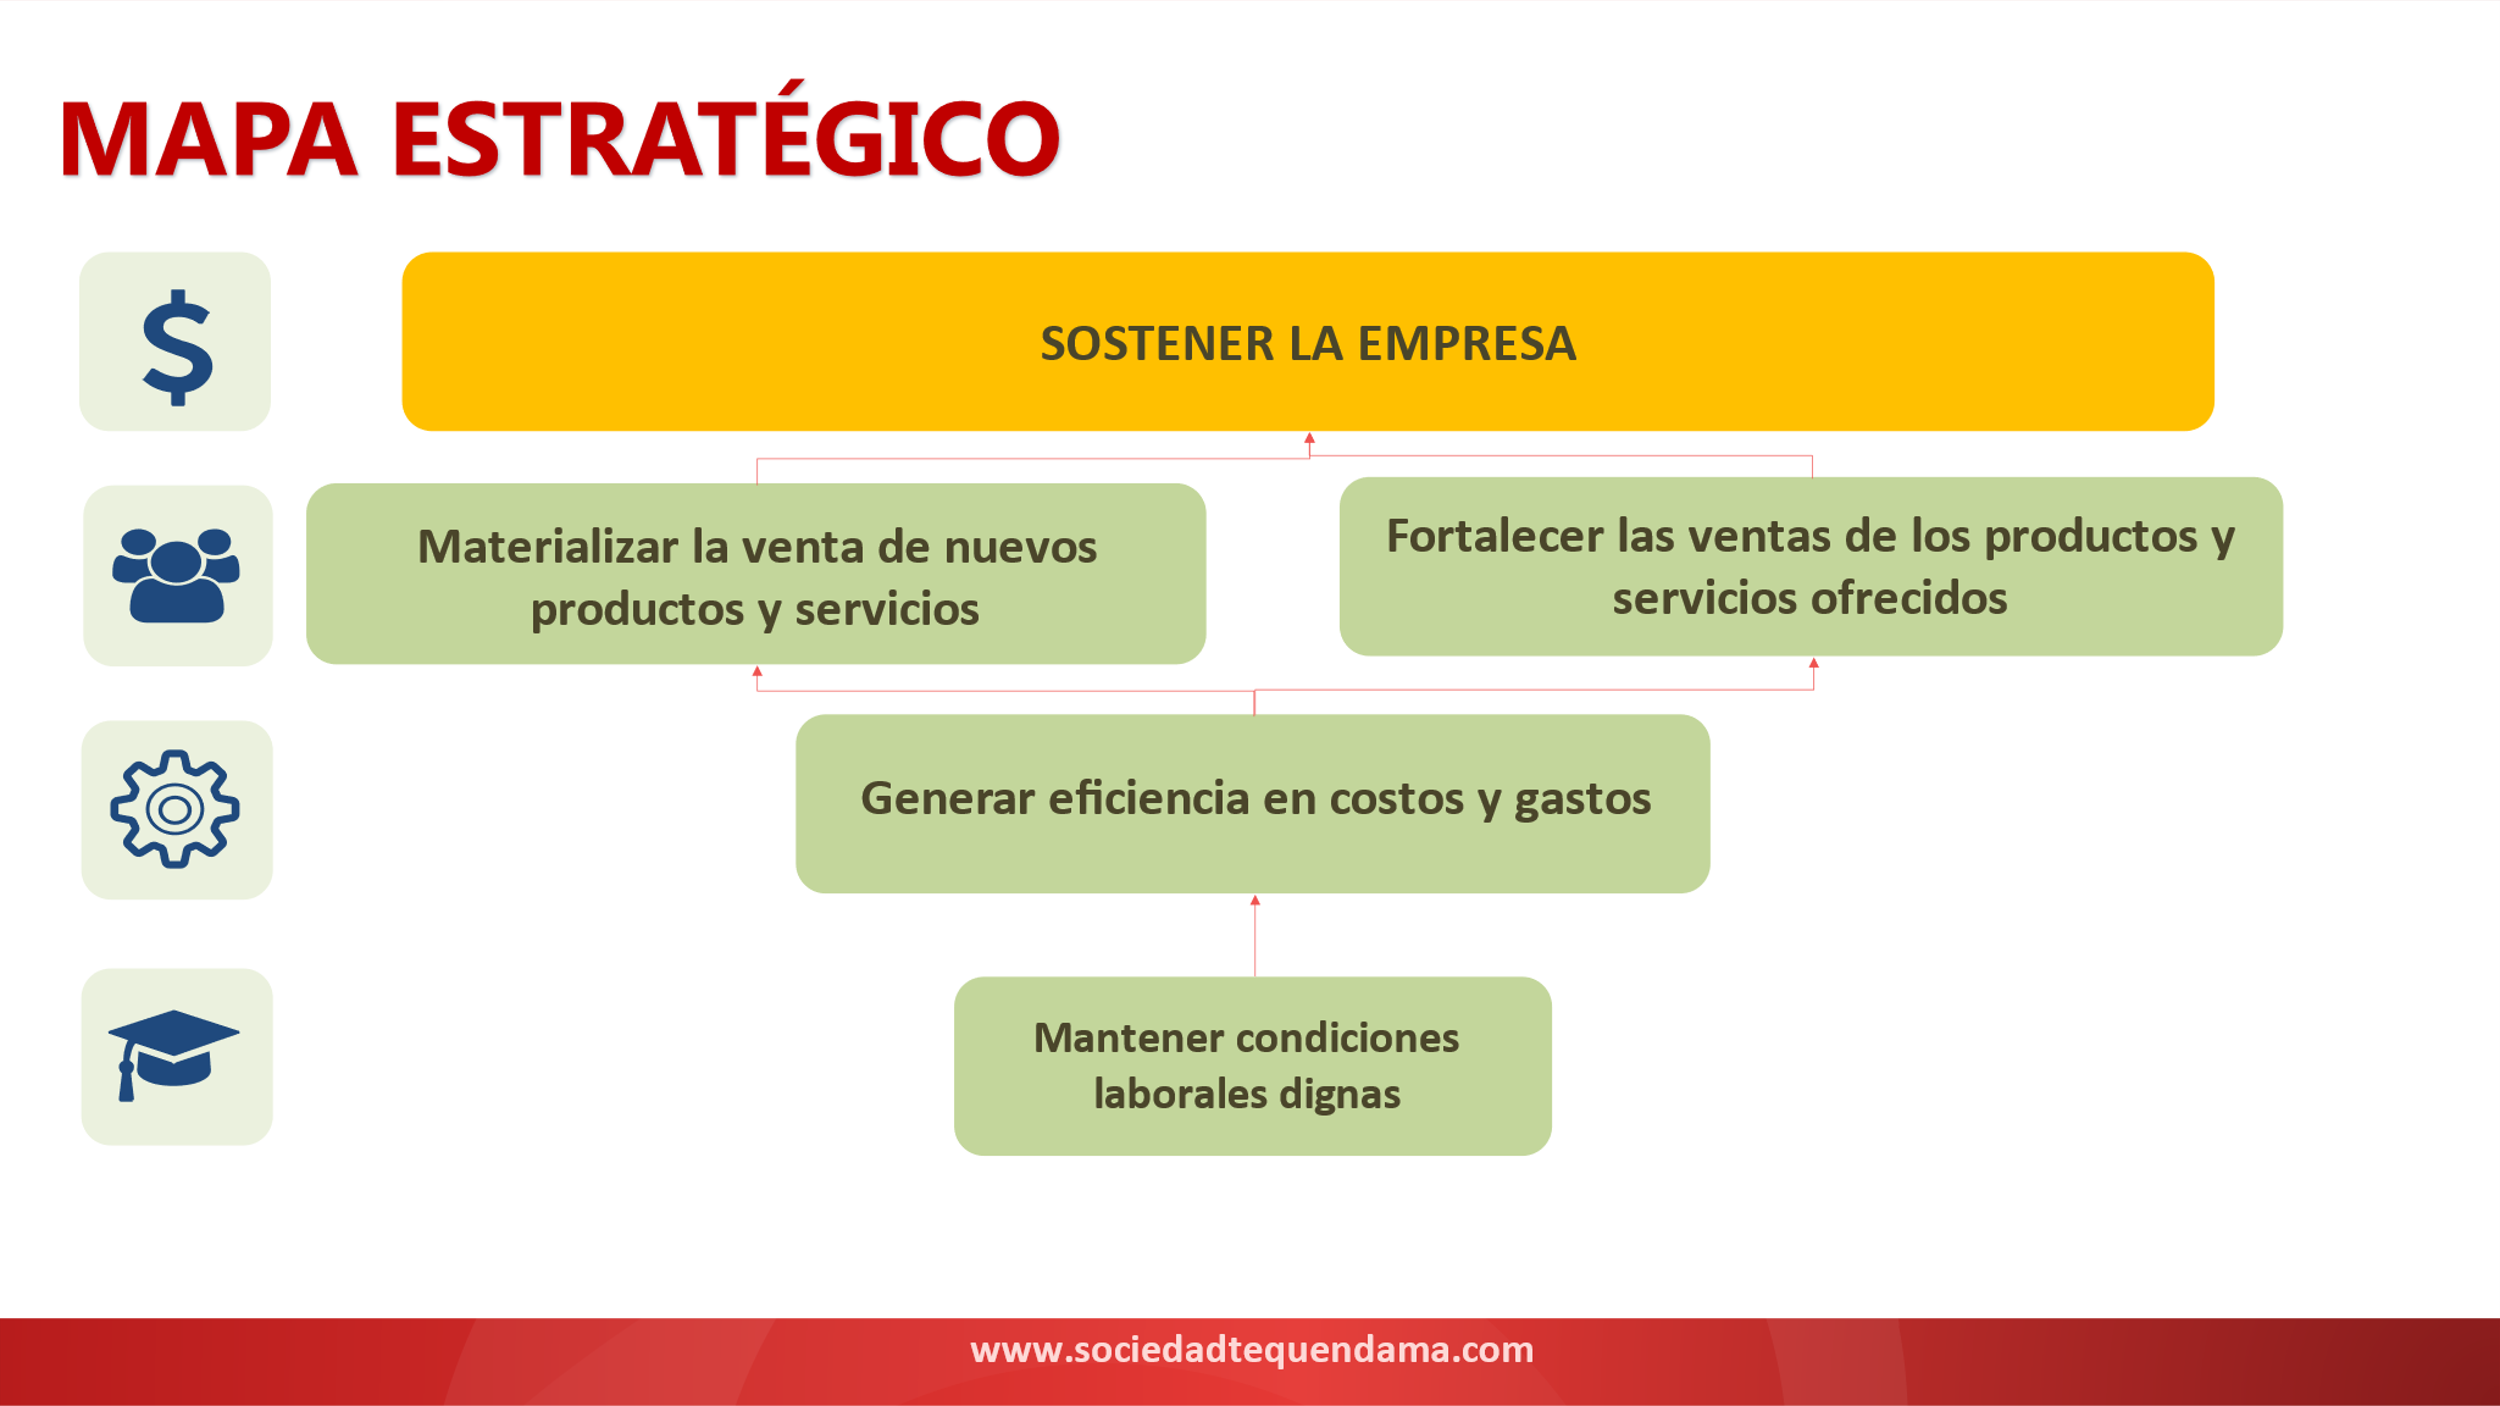 MAPA ESTRATÉGICO
SOSTENER LA EMPRESA
Materializar la venta de nuevos
productos y servicios
Fortalecer las ventas de los productos y
servicios ofrecidos
Generar eficiencia en costos y gastos
Mantener condiciones
laborales dignas
www.sociedadtequendama.com